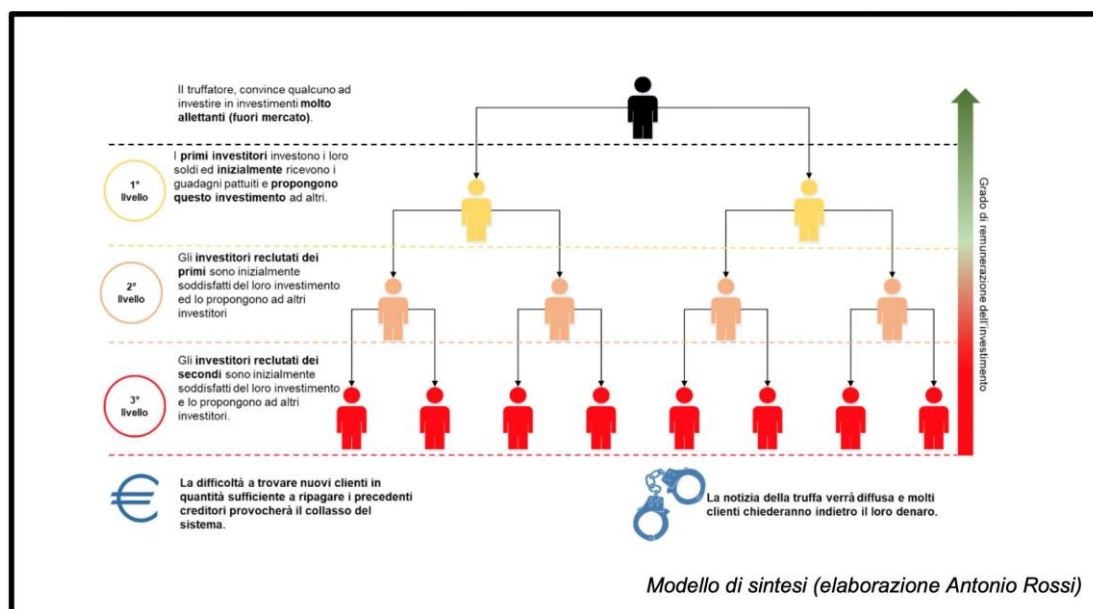 Il truffatore, convince qualcuno ad
investire in investimenti molto
allettanti (fuori mercato).
1°
livello
I primi investitori investono i loro
soldi ed inizialmente ricevono i
guadagni pattuiti e propongono
questo investimento ad altri.
2°
livello
Gli investitori reclutati dei
primi sono inizialmente
soddisfatti del loro investimento
ed lo propongono ad altri
investitori
3°
livello
Gli investitori reclutati dei
secondi sono inizialmente
soddisfatti del loro investimento
e lo propongono ad altri
investitori.
Grado di remunerazione dell'investimento
€
La difficoltà a trovare nuovi clienti in
quantità sufficiente a ripagare i precedenti
creditori provocherà il collasso del
sistema.
La notizia della truffa verrà diffusa e molti
clienti chiederanno indietro il loro denaro.
Modello di sintesi (elaborazione Antonio Rossi)